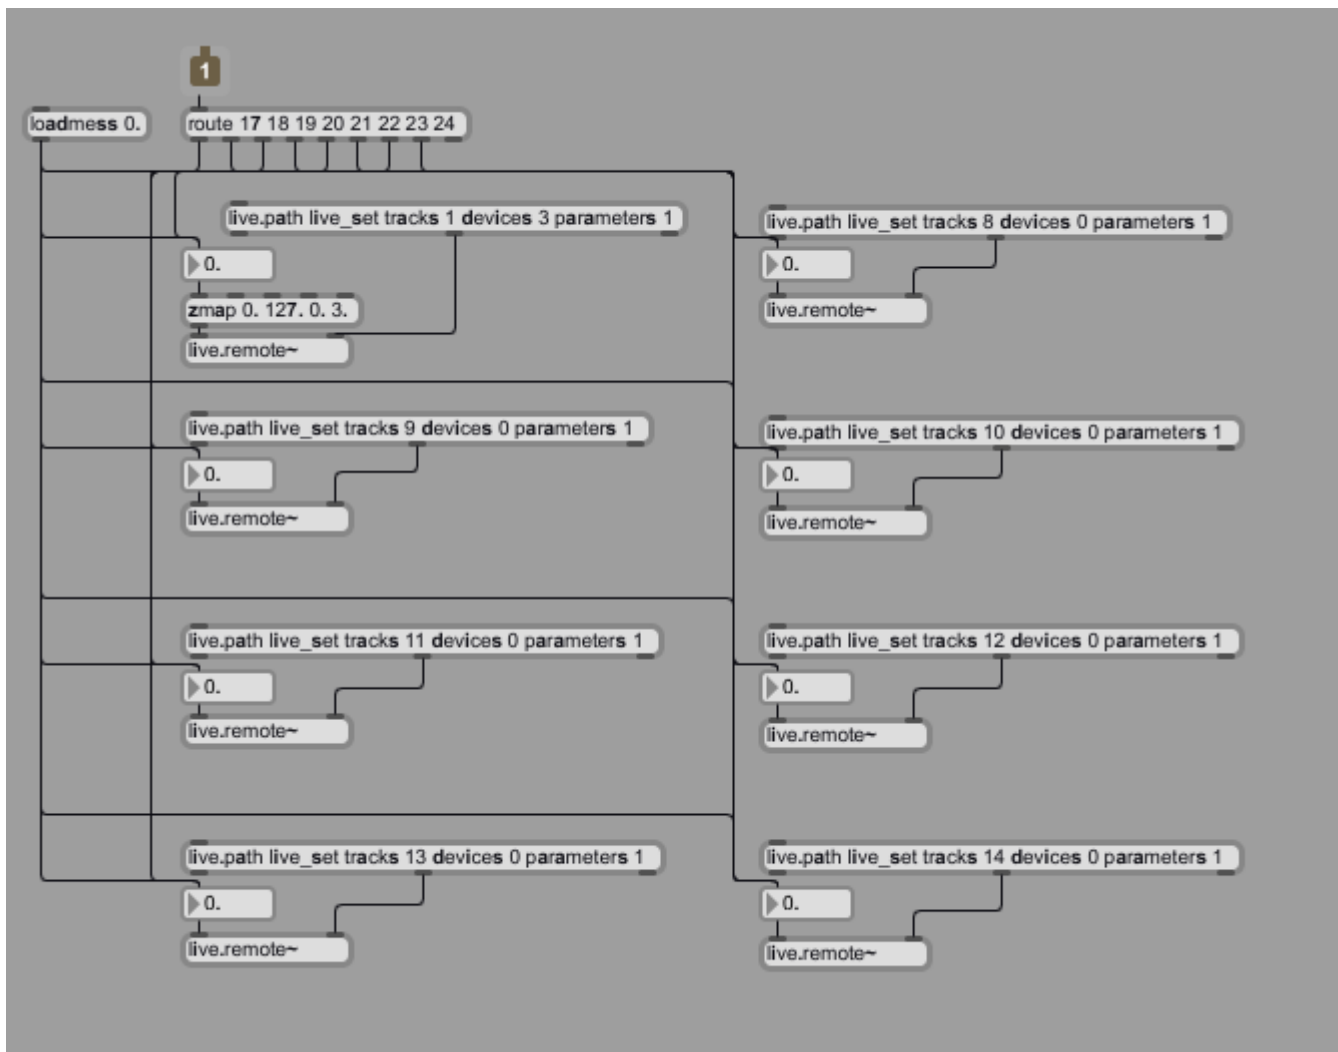 1
loadmess 0.
route 17 18 19 20 21 22 23 24
live.path live_set tracks 1 devices 3 parameters 1
live.path live_set tracks 8 devices 0 parameters 1
0.
0.
zmap 0. 127. 0. 3.
live.remote~
live.remote~
live.path live_set tracks 9 devices 0 parameters 1
live.path live_set tracks 10 devices 0 parameters 1
0.
0.
live.remote~
live.remote~
live.path live_set tracks 11 devices 0 parameters 1
live.path live_set tracks 12 devices 0 parameters 1
0.
0.
live.remote~
live.remote~
live.path live_set tracks 13 devices 0 parameters 1
live.path live_set tracks 14 devices 0 parameters 1
0.
0.
live.remote~
live.remote~